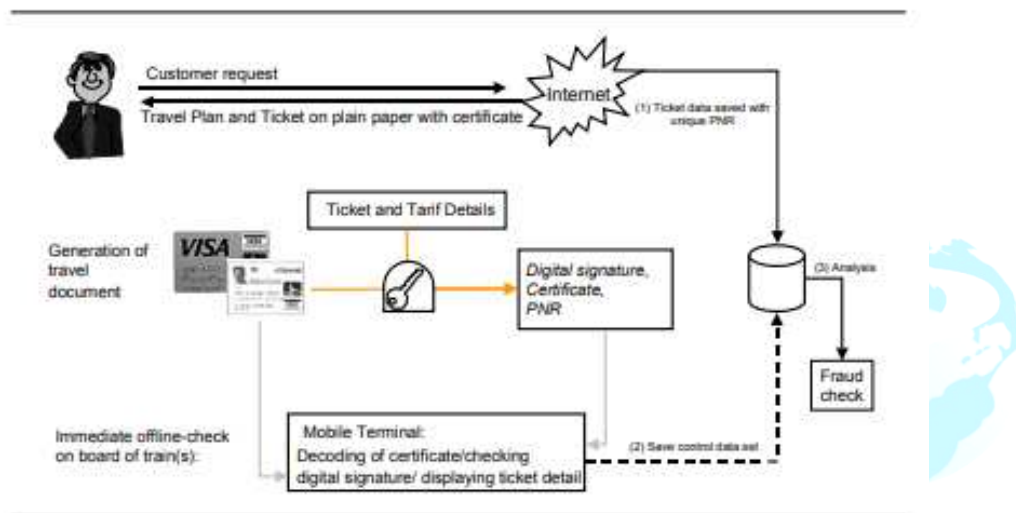 Customer request
Internet
Travel Plan and Ticket on plain paper with certificate
(1) Ticket data saved with
unique PNR
Ticket and Tarif Details
Generation of
travel
document
VISA
Digital signature,
Certificate,
PNR
(3) Analysis
Fraud
check
Immediate offline-check
on board of train(s):
Mobile Terminal:
Decoding of certificate/checking
digital signature/ displaying ticket detail
(2) Save control data set